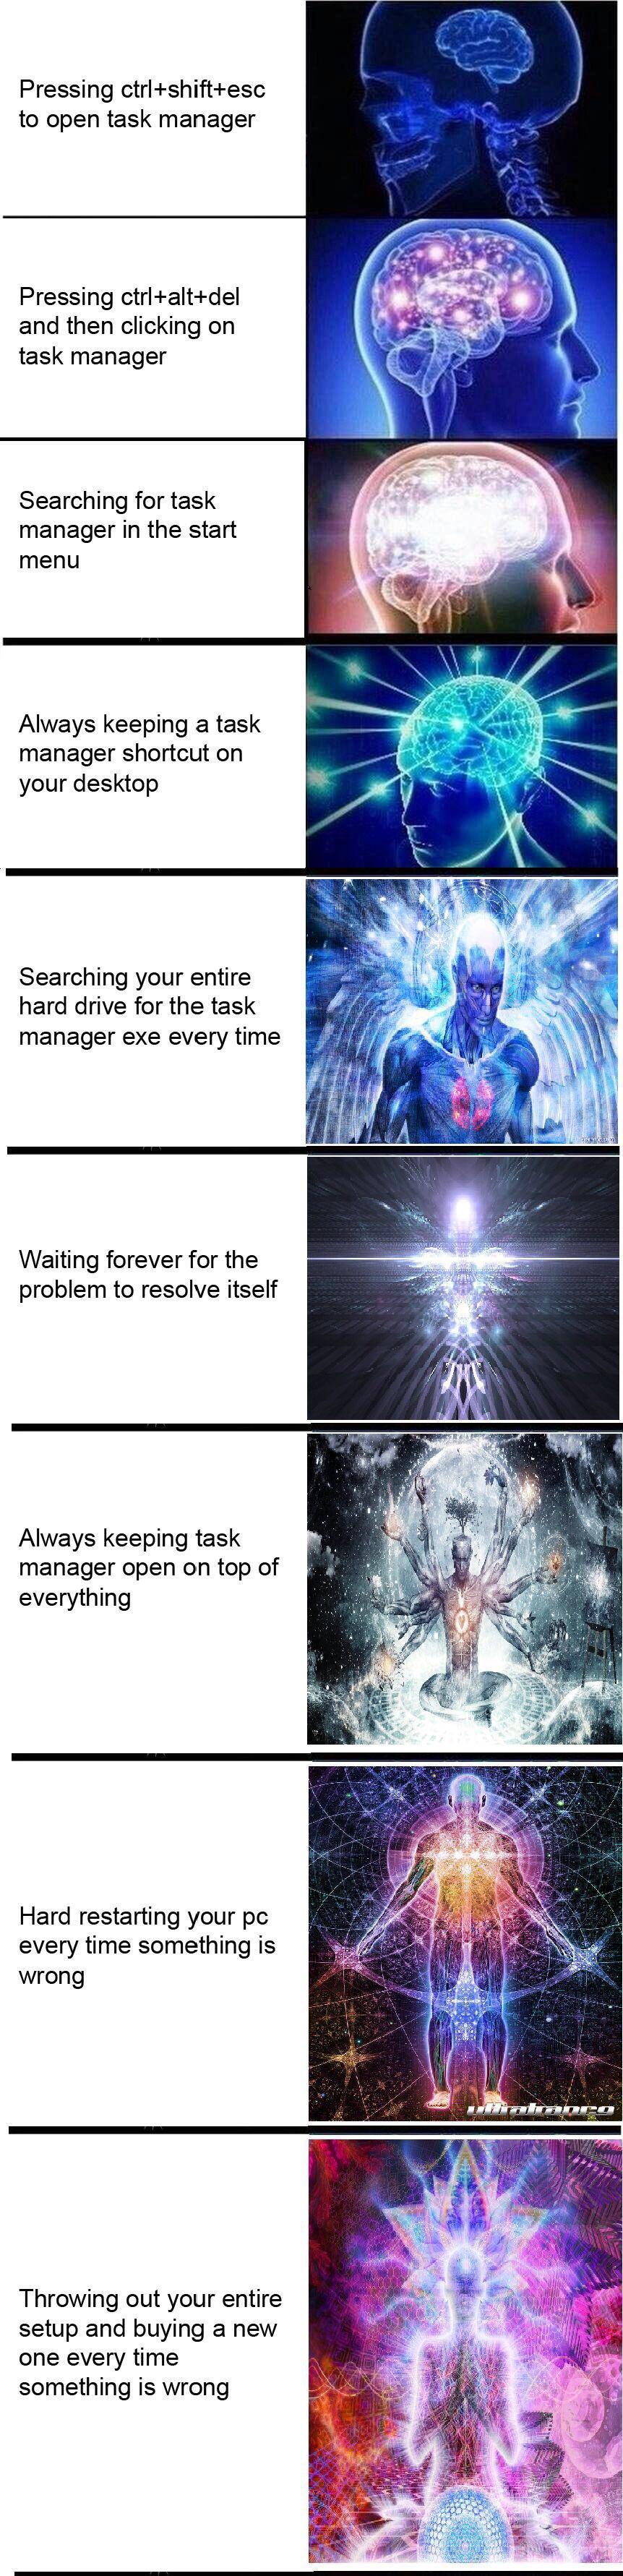 Pressing ctrl+shift+esc
to open task manager
Pressing ctrl+alt+del
and then clicking on
task manager
Searching for task
manager in the start
menu
Always keeping a task
manager shortcut on
your desktop
Searching your entire
hard drive for the task
manager exe every time
Waiting forever for the
problem to resolve itself
Always keeping task
manager open on top of
everything
Hard restarting your pc
every time something is
wrong
Throwing out your entire
setup and buying a new
one every time
something is wrong